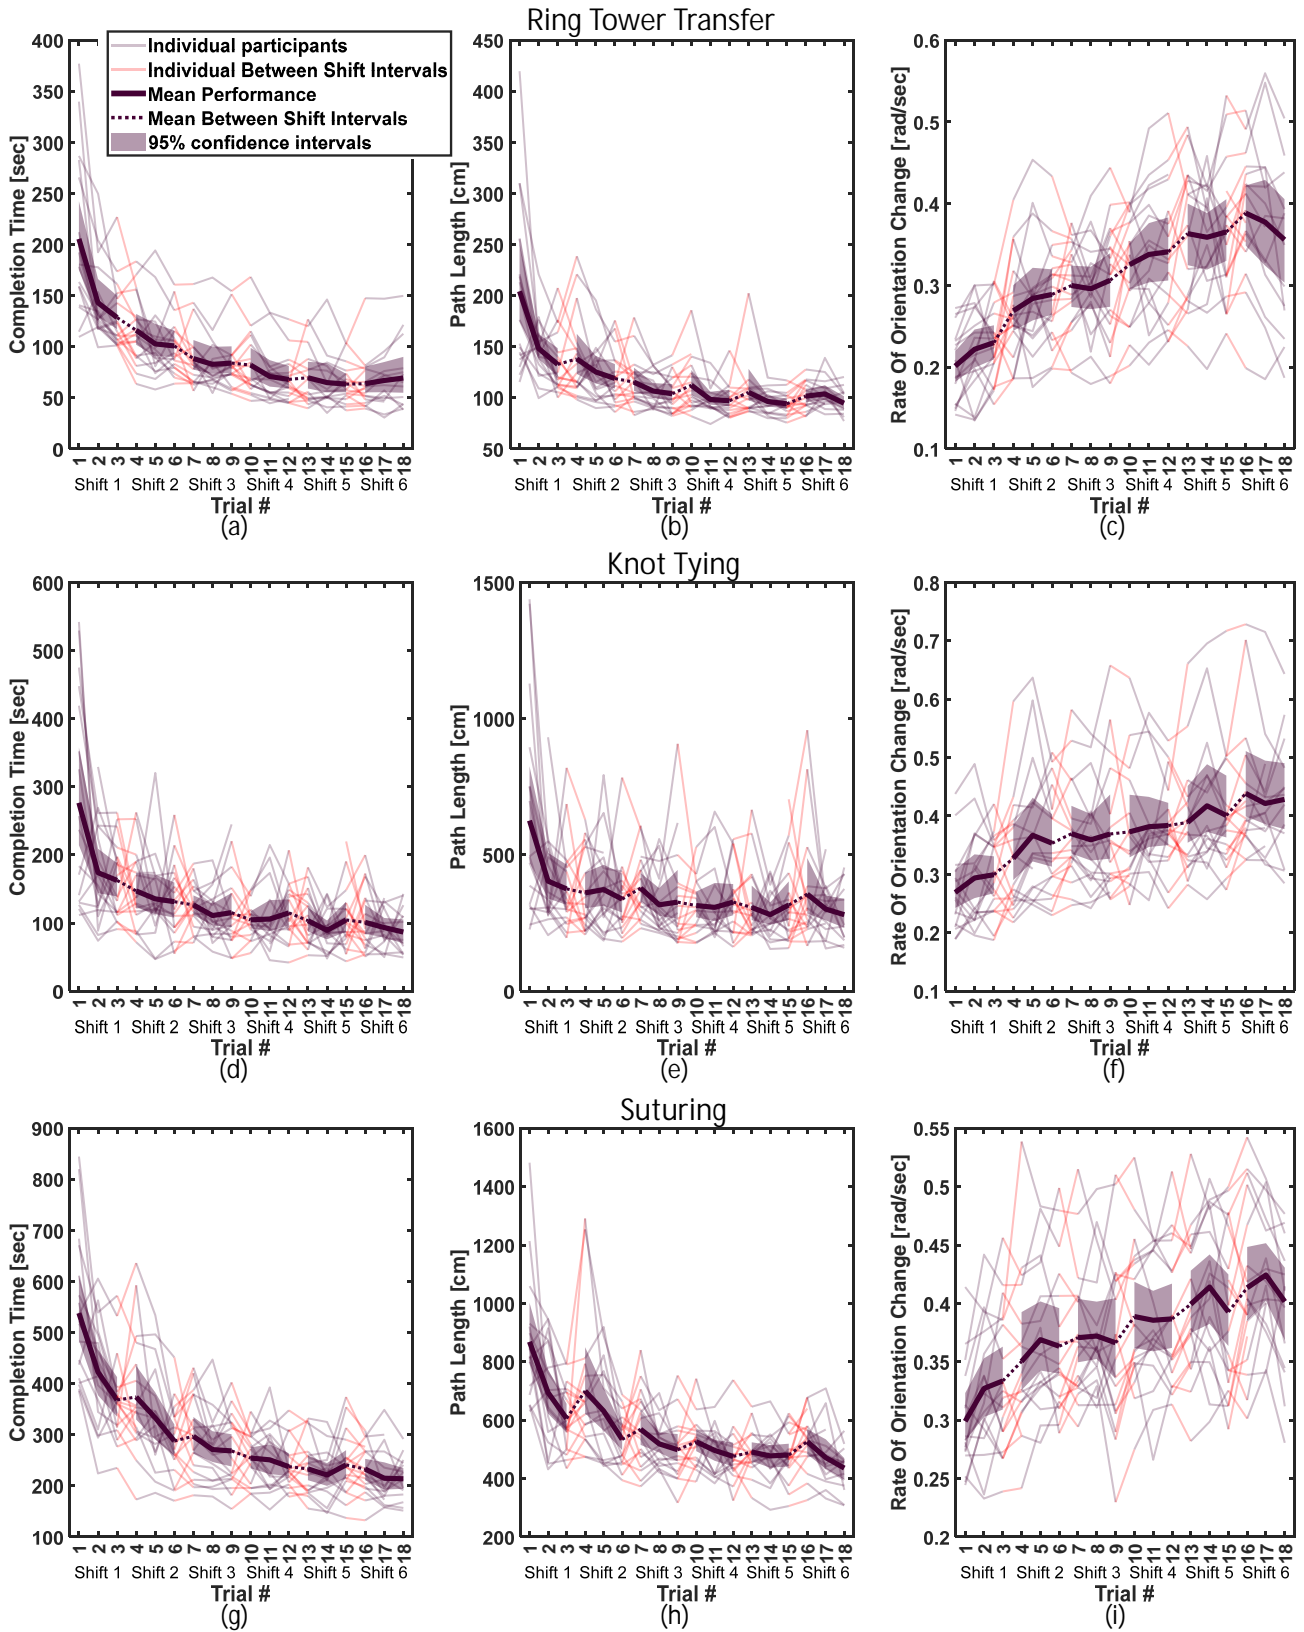 Ring Tower Transfer
Individual participants
Individual Between Shift Intervals
Mean Performance
Mean Between Shift Intervals
95% confidence intervals
Completion Time [sec]
400
350
300
250
200
150
100
50
0
1 2 3 4 5 6 7 8 9 10 11 12 13 14 15 16 17 18
Shift 1 Shift 2 Shift 3 Shift 4 Shift 5 Shift 6
Trial #
(a)
Path Length [cm]
450
400
350
300
250
200
150
100
50
1 2 3 4 5 6 7 8 9 10 11 12 13 14 15 16 17 18
Shift 1 Shift 2 Shift 3 Shift 4 Shift 5 Shift 6
Trial #
(b)
Rate Of Orientation Change [rad/sec]
0.6
0.5
0.4
0.3
0.2
0.1
1 2 3 4 5 6 7 8 9 10 11 12 13 14 15 16 17 18
Shift 1 Shift 2 Shift 3 Shift 4 Shift 5 Shift 6
Trial #
(c)
Knot Tying
Completion Time [sec]
600
500
400
300
200
100
0
1 2 3 4 5 6 7 8 9 10 11 12 13 14 15 16 17 18
Shift 1 Shift 2 Shift 3 Shift 4 Shift 5 Shift 6
Trial #
(d)
Path Length [cm]
1500
1000
500
0
1 2 3 4 5 6 7 8 9 10 11 12 13 14 15 16 17 18
Shift 1 Shift 2 Shift 3 Shift 4 Shift 5 Shift 6
Trial #
(e)
Rate Of Orientation Change [rad/sec]
0.8
0.7
0.6
0.5
0.4
0.3
0.2
0.1
1 2 3 4 5 6 7 8 9 10 11 12 13 14 15 16 17 18
Shift 1 Shift 2 Shift 3 Shift 4 Shift 5 Shift 6
Trial #
(f)
Suturing
Completion Time [sec]
900
800
700
600
500
400
300
200
100
1 2 3 4 5 6 7 8 9 10 11 12 13 14 15 16 17 18
Shift 1 Shift 2 Shift 3 Shift 4 Shift 5 Shift 6
Trial #
(g)
Path Length [cm]
1600
1400
1200
1000
800
600
400
200
1 2 3 4 5 6 7 8 9 10 11 12 13 14 15 16 17 18
Shift 1 Shift 2 Shift 3 Shift 4 Shift 5 Shift 6
Trial #
(h)
Rate Of Orientation Change [rad/sec]
0.55
0.5
0.45
0.4
0.35
0.3
0.25
0.2
1 2 3 4 5 6 7 8 9 10 11 12 13 14 15 16 17 18
Shift 1 Shift 2 Shift 3 Shift 4 Shift 5 Shift 6
Trial #
(i)